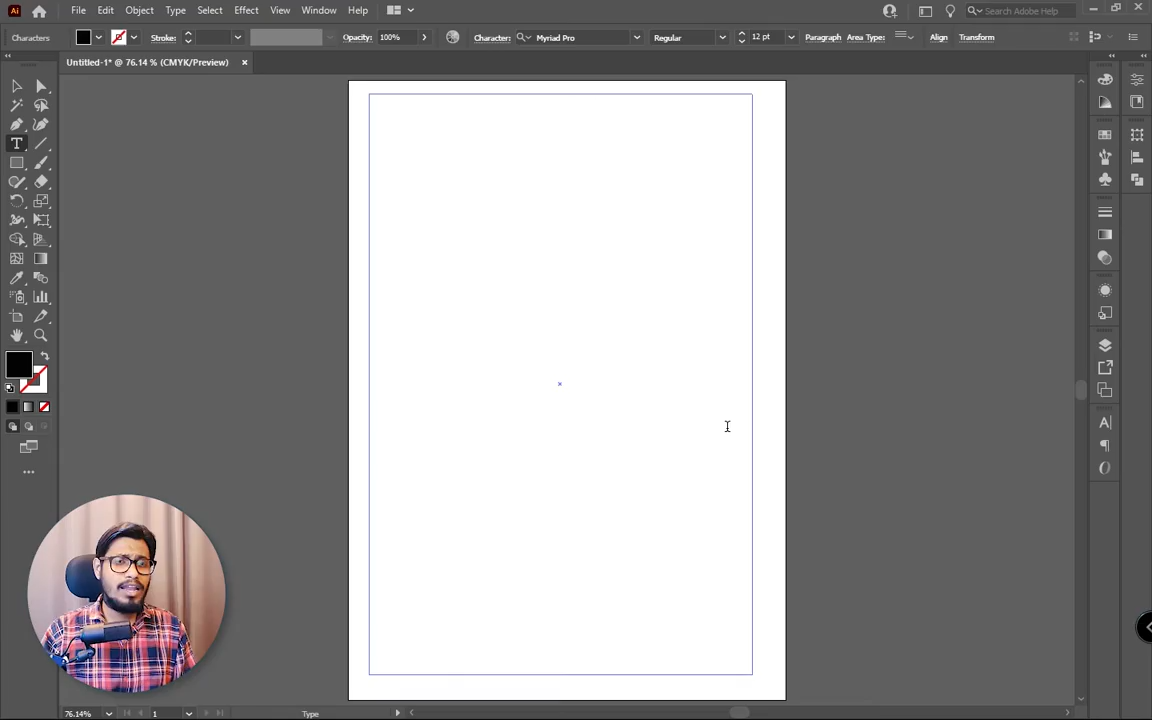 Ai File Edit Object Type Select Effect View Window Help Search Adobe Help
Characters Stroke: Opacity: 100% Character: Myriad Pro Regular 12 pt Paragraph Area Type: Align Transform
Untitled-1* @ 76.14 % (CMYK/Preview) ×
76.14% 1 Type